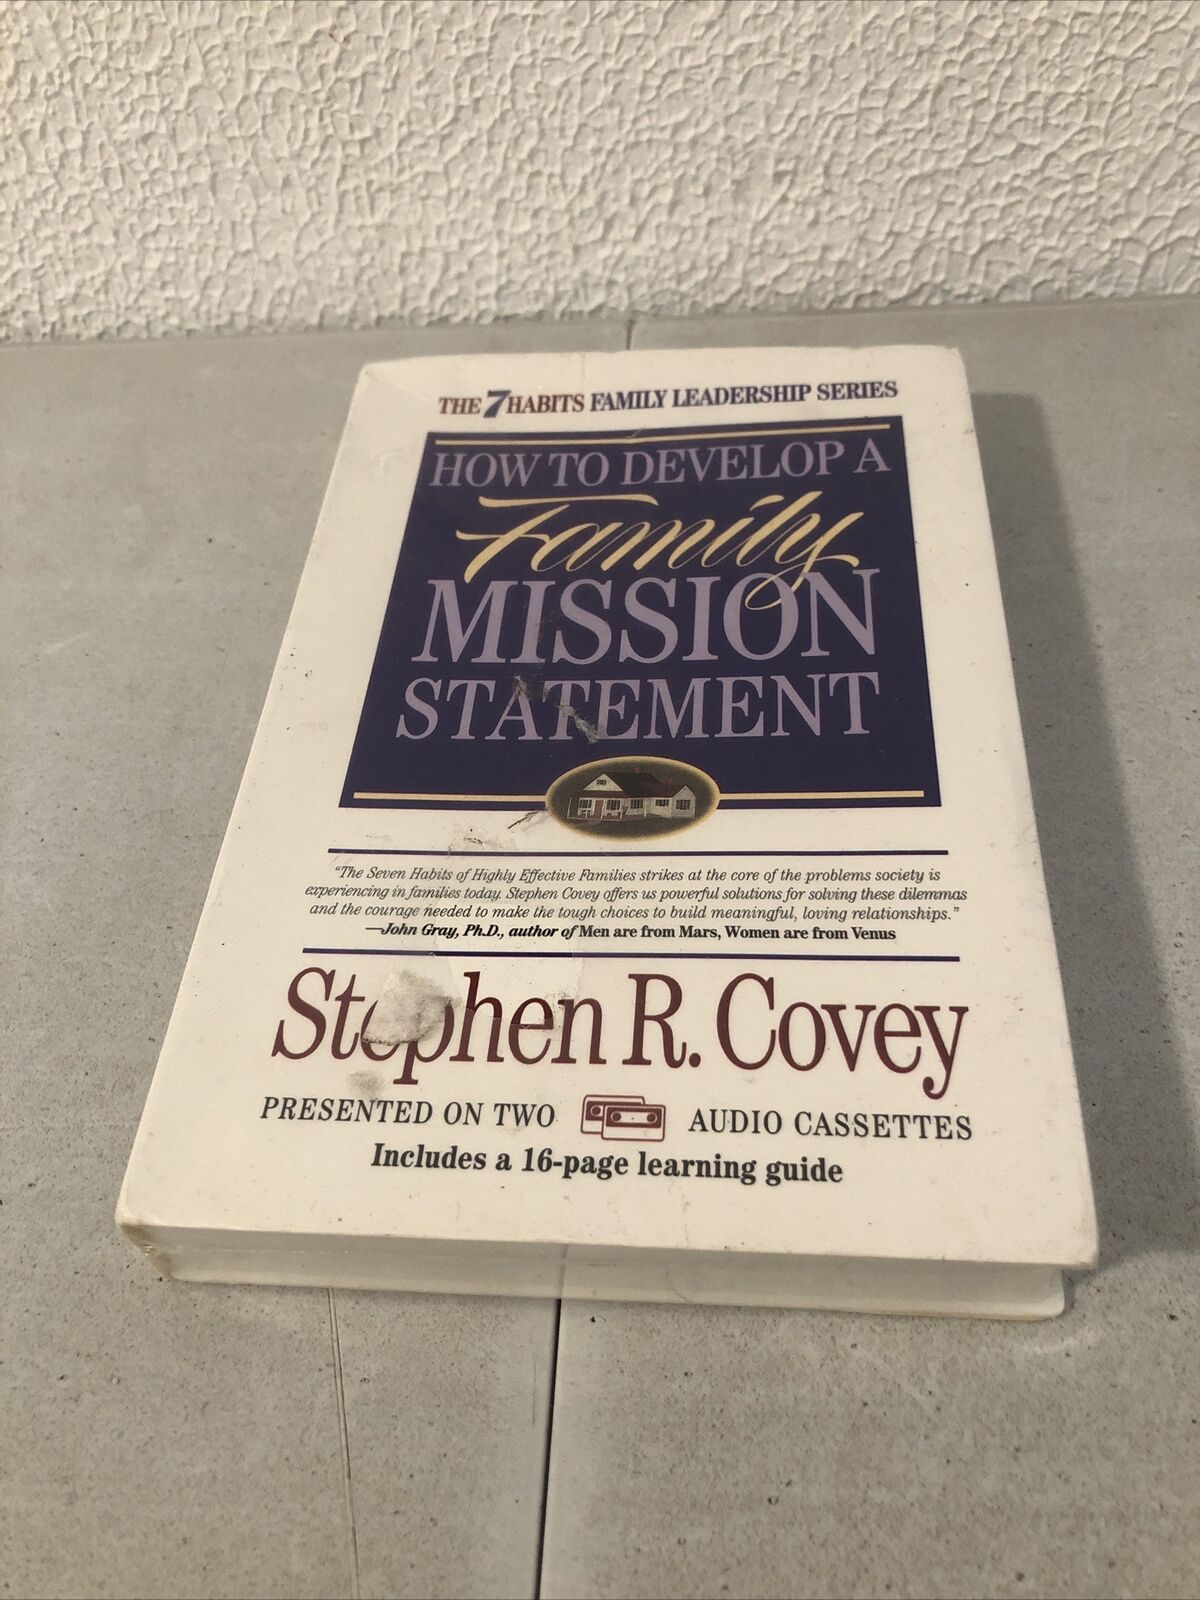 THE 7 HABITS FAMILY LEADERSHIP SERIES
HOW TO DEVELOP A
Family
MISSION
STATEMENT
"The Seven Habits of Highly Effective Families strikes at the core of the problems society is
experiencing in families today. Stephen Covey offers us powerful solutions for solving these dilemmas
and the courage needed to make the tough choices to build meaningful, loving relationships."
—John Gray, Ph.D., author of Men are from Mars, Women are from Venus
Stephen R. Covey
PRESENTED ON TWO AUDIO CASSETTES
Includes a 16-page learning guide